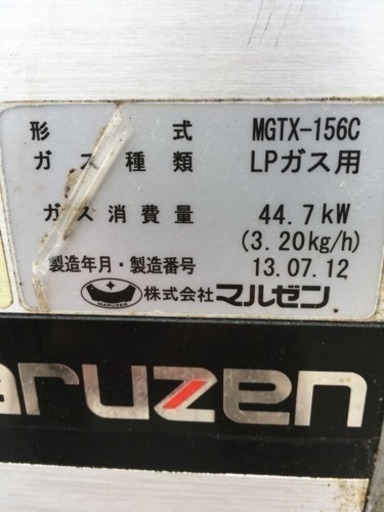 形 式 MGTX-156C
ガス種類 LPガス用
ガス消費量 44.7kW
(3.20kg/h)
製造年月・製造番号 13.07.12
MARUZEN 株式会社マルゼン
aruzen